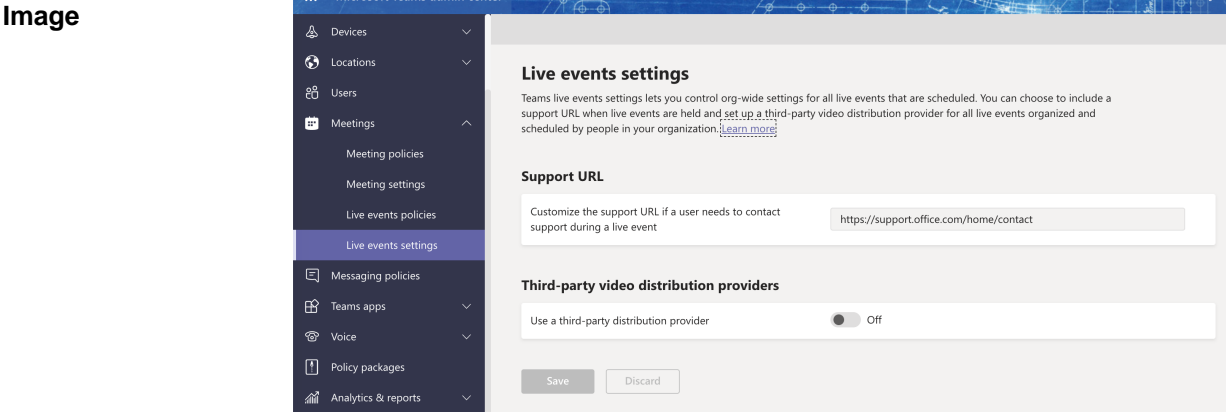 Image
Devices
Locations
Users
Meetings
Meeting policies
Meeting settings
Live events policies
Live events settings
Messaging policies
Teams apps
Voice
Policy packages
Analytics & reports
Live events settings
Teams live events settings lets you control org-wide settings for all live events that are scheduled. You can choose to include a
support URL when live events are held and set up a third-party video distribution provider for all live events organized and
scheduled by people in your organization. Learn more
Support URL
Customize the support URL if a user needs to contact
support during a live event
https://support.office.com/home/contact
Third-party video distribution providers
Use a third-party distribution provider
Off
Save
Discard